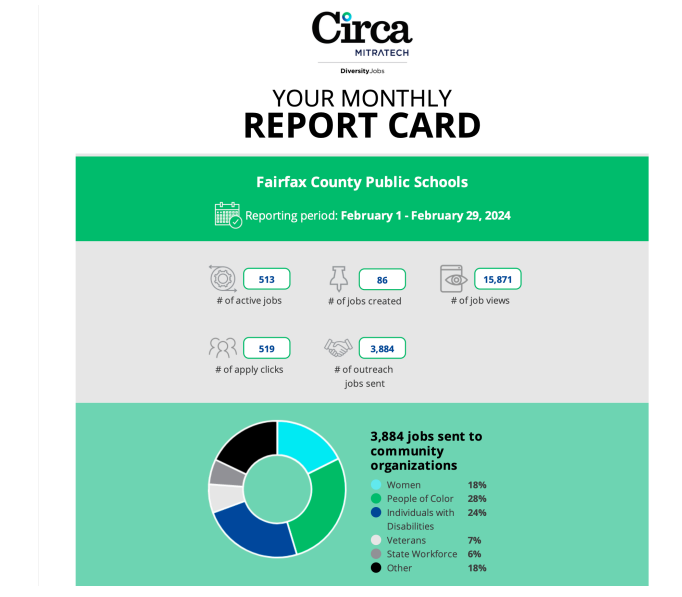 Circa
MITRATECH
DiversityJobs
YOUR MONTHLY
REPORT CARD
Fairfax County Public Schools
Reporting period: February 1 - February 29, 2024
513
86
15,871
# of active jobs
# of jobs created
# of job views
519
3,884
# of apply clicks
# of outreach
jobs sent
3,884 jobs sent to
community
organizations
Women 18%
People of Color 28%
Individuals with 24%
Disabilities
Veterans 7%
State Workforce 6%
Other 18%